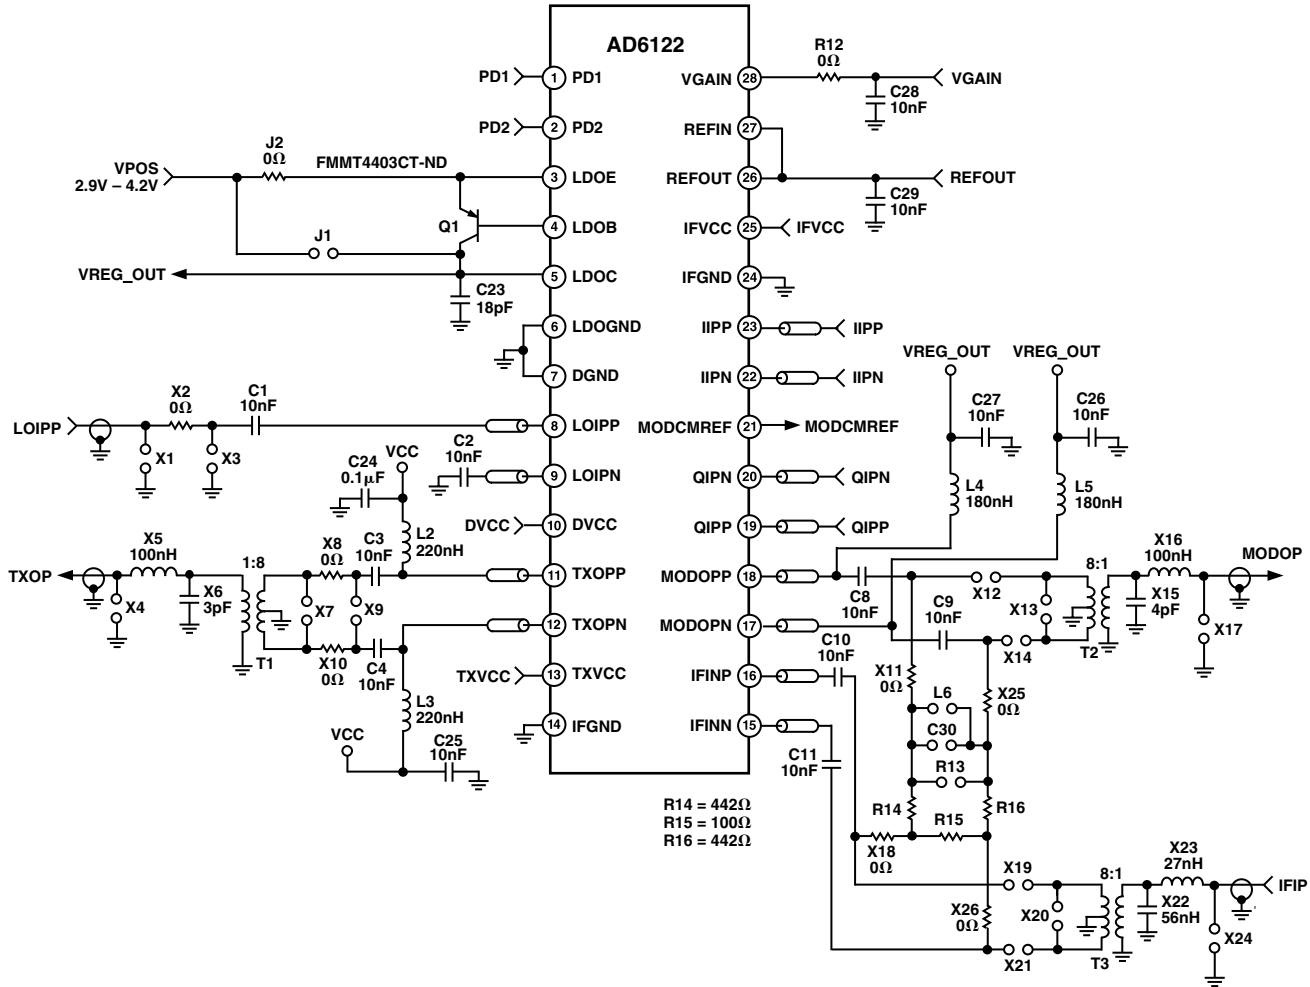 AD6122
PD1
1
PD1
PD2
2
PD2
VPOS
2.9V – 4.2V
J2
0Ω
FMMT4403CT-ND
3
LDOE
Q1
4
LDOB
J1
VREG_OUT
5
LDOC
C23
18pF
6
LDOGND
7
DGND
LOIPP
X1
X2
0Ω
X3
C1
10nF
8
LOIPP
C2
10nF
9
LOIPN
C24
0.1µF
VCC
DVCC
10
DVCC
L2
220nH
TXOP
X5
100nH
X4
X6
3pF
1:8
T1
X7
X8
0Ω
X9
X10
0Ω
C3
10nF
C4
10nF
11
TXOPP
12
TXOPN
TXVCC
13
TXVCC
L3
220nH
VCC
C25
10nF
14
IFGND
VGAIN
28
R12
0Ω
C28
10nF
VGAIN
REFIN
27
REFOUT
26
C29
10nF
REFOUT
IFVCC
25
IFVCC
IFGND
24
IIPP
23
IIPP
IIPN
22
IIPN
MODCMREF
21
MODCMREF
QIPN
20
QIPN
QIPP
19
QIPP
VREG_OUT
VREG_OUT
C27
10nF
C26
10nF
L4
180nH
L5
180nH
MODOPP
18
C8
10nF
X12
X13
8:1
T2
X15
4pF
X16
100nH
MODOP
X17
MODOPN
17
C9
10nF
X14
IFINP
16
C10
10nF
X11
0Ω
X25
0Ω
L6
C30
R13
IFINN
15
C11
10nF
R14
R15
R16
X18
0Ω
R14 = 442Ω
R15 = 100Ω
R16 = 442Ω
X19
X20
X21
X26
0Ω
8:1
T3
X22
56nH
X23
27nH
IFIP
X24